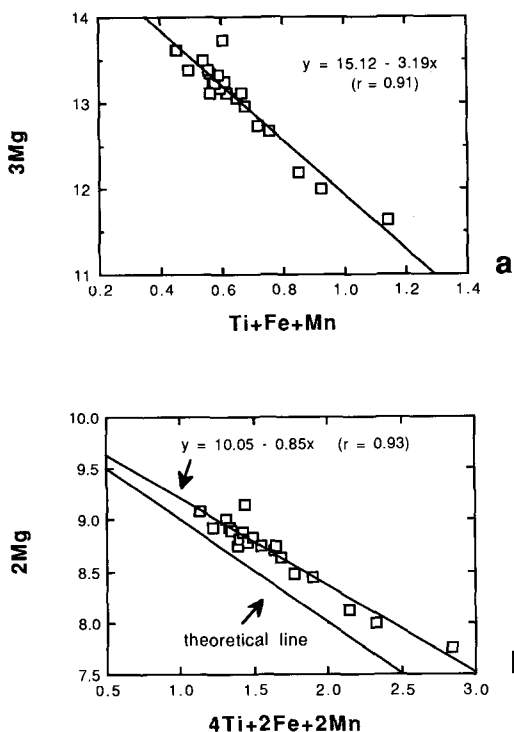 14
y = 15.12 - 3.19x
(r = 0.91)
13
3Mg
12
11
0.2 0.4 0.6 0.8 1.0 1.2 1.4
a
Ti+Fe+Mn
10.0
y = 10.05 - 0.85x (r = 0.93)
9.5
9.0
2Mg
8.5
8.0
theoretical line
7.5
0.5 1.0 1.5 2.0 2.5 3.0
4Ti+2Fe+2Mn